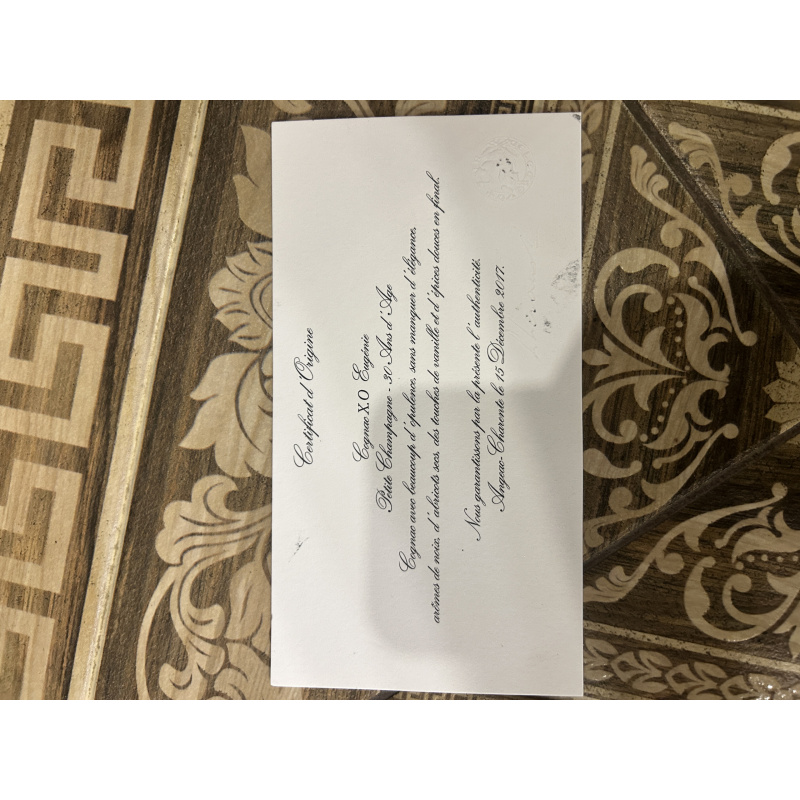 Certificat d'Origine
Cognac X.O Eugénie
Petite Champagne - 30 Ans d'Age
Cognac avec beaucoup d'opulence, sans manquer d'élégance,
arômes de noix, d'abricots secs, des touches de vanille et d'épices douces en final.
Nous garantissons par la présente l'authenticité.
Angeac-Charente le 15 Décembre 2017.